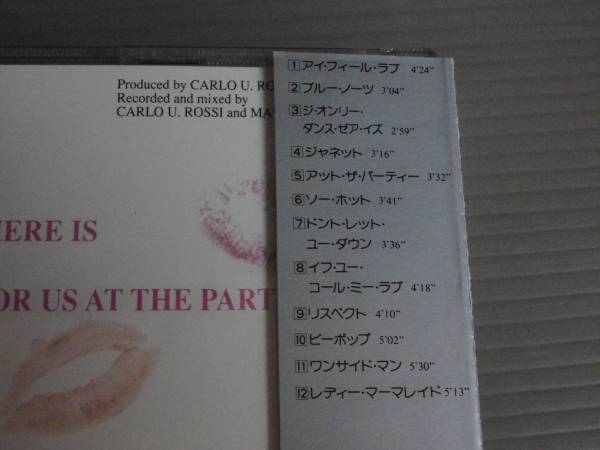 Produced by CARLO U.
Recorded and mixed by
CARLO U. ROSSI and
IS
OR US AT THE
1 アイ・フィール・ラブ 4'24"
2 ブルー・ノーツ 3'04"
3 ジ・オンリー・
ダンス・ゼア・イズ 2'59"
4 ジャネット 3'16"
5 アット・ザ・パーティー 3'32"
6 ソー・ホット 3'41"
7 ドント・レット・
ユー・ダウン 3'36"
8 イフ・ユー・
コール・ミー・ラブ 4'18"
9 リスペクト 4'10"
10 ビーボップ 5'02"
11 ワンサイド・マン 5'30"
12 レディー・マーマレイド 5'13"